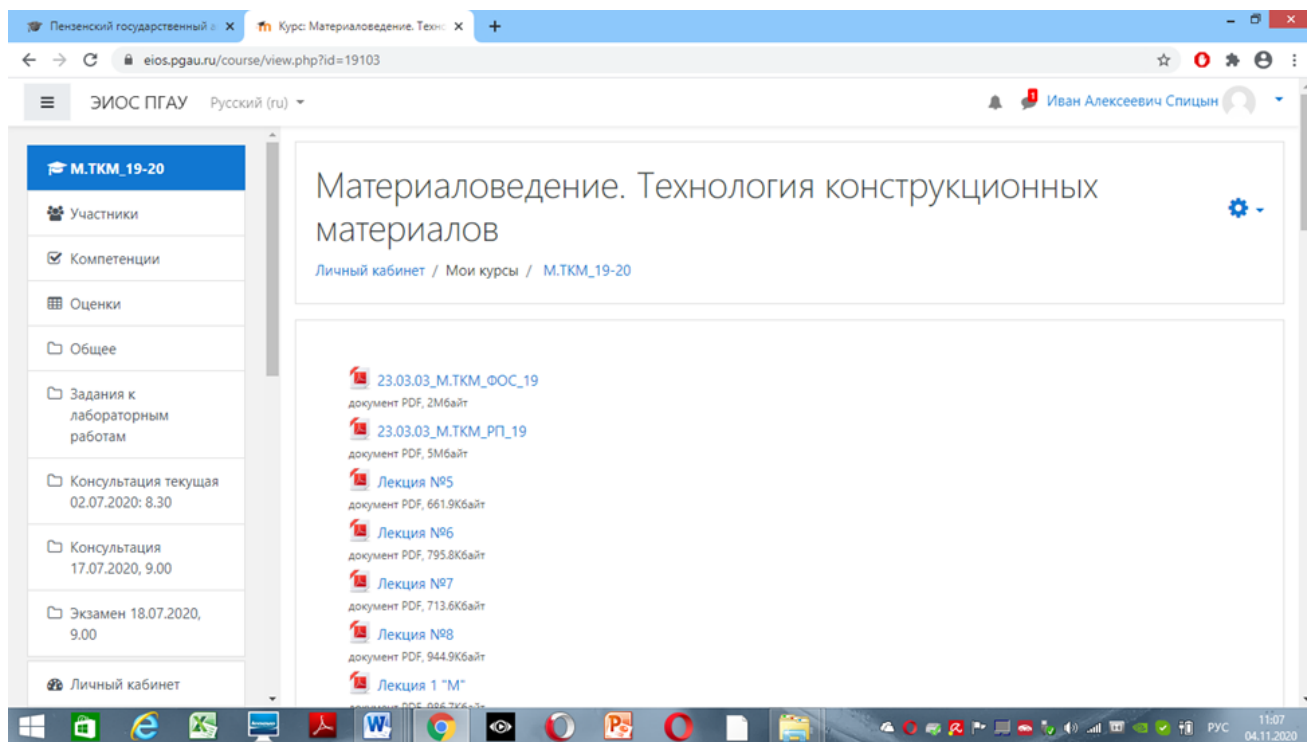 Пензенский государственный а
Курс: Материаловедение. Техно
eios.pgau.ru/course/view.php?id=19103
ЭИОС ПГАУ Русский (ru)
1
Иван Алексеевич Спицын
М.ТКМ_19-20
Участники
Компетенции
Оценки
Общее
Задания к
лабораторным
работам
Консультация текущая
02.07.2020: 8.30
Консультация
17.07.2020, 9.00
Экзамен 18.07.2020,
9.00
Личный кабинет
Материаловедение. Технология конструкционных
материалов
Личный кабинет / Мои курсы / М.ТКМ_19-20
23.03.03_М.ТКМ_ФОС_19
документ PDF, 2Мбайт
23.03.03_М.ТКМ_РП_19
документ PDF, 5Мбайт
Лекция №5
документ PDF, 661.9Кбайт
Лекция №6
документ PDF, 795.8Кбайт
Лекция №7
документ PDF, 713.6Кбайт
Лекция №8
документ PDF, 944.9Кбайт
Лекция 1 "М"
документ PDF, 986.7Кбайт
РУС
11:07
04.11.2020